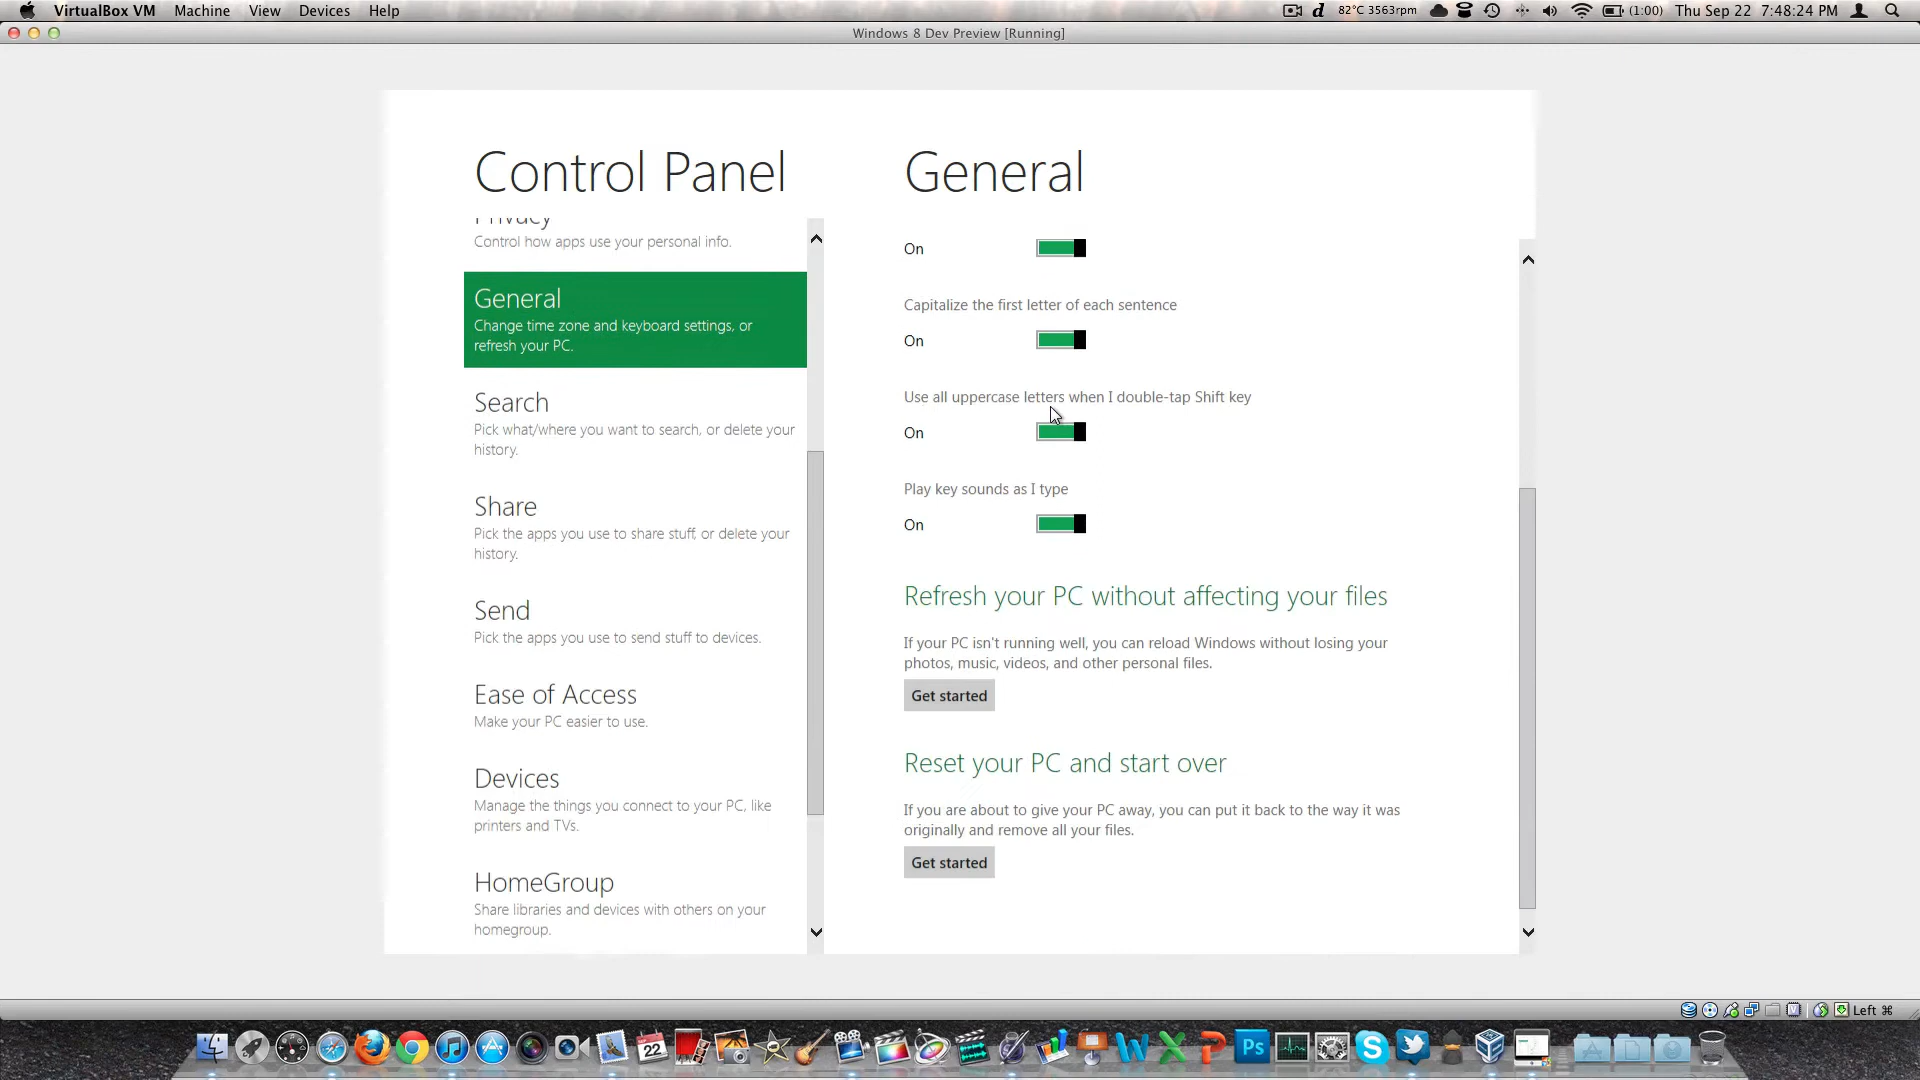 VirtualBox VM Machine View Devices Help
d 82°C 3563rpm (1:00) Thu Sep 22 7:48:24 PM
Windows 8 Dev Preview [Running]
Control Panel
Privacy
Control how apps use your personal info.
General
Change time zone and keyboard settings, or
refresh your PC.
Search
Pick what/where you want to search, or delete your
history.
Share
Pick the apps you use to share stuff, or delete your
history.
Send
Pick the apps you use to send stuff to devices.
Ease of Access
Make your PC easier to use.
Devices
Manage the things you connect to your PC, like
printers and TVs.
HomeGroup
Share libraries and devices with others on your
homegroup.
General
On
Capitalize the first letter of each sentence
On
Use all uppercase letters when I double-tap Shift key
On
Play key sounds as I type
On
Refresh your PC without affecting your files
If your PC isn't running well, you can reload Windows without losing your
photos, music, videos, and other personal files.
Get started
Reset your PC and start over
If you are about to give your PC away, you can put it back to the way it was
originally and remove all your files.
Get started
Left ⌘
22
Ps